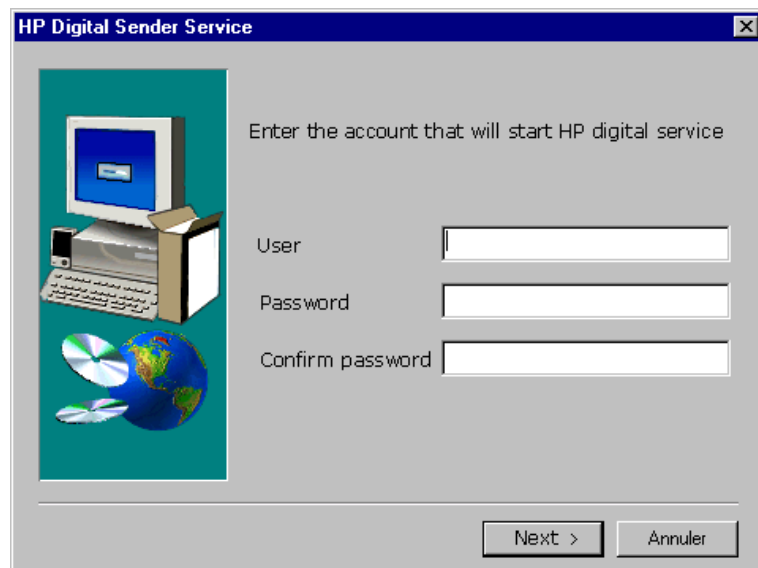 HP Digital Sender Service
Enter the account that will start HP digital service
User
Password
Confirm password
Next >
Annuler